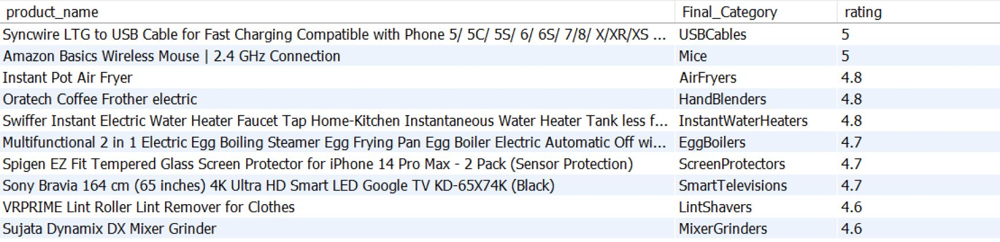 product_name Final_Category rating
Syncwire LTG to USB Cable for Fast Charging Compatible with Phone 5/ 5C/ 5S/ 6/ 6S/ 7/8/ X/XR/XS ... USBCables 5
Amazon Basics Wireless Mouse | 2.4 GHz Connection Mice 5
Instant Pot Air Fryer AirFryers 4.8
Oratech Coffee Frother electric HandBlenders 4.8
Swiffer Instant Electric Water Heater Faucet Tap Home-Kitchen Instantaneous Water Heater Tank less f... InstantWaterHeaters 4.8
Multifunctional 2 in 1 Electric Egg Boiling Steamer Egg Frying Pan Egg Boiler Electric Automatic Off wi... EggBoilers 4.7
Spigen EZ Fit Tempered Glass Screen Protector for iPhone 14 Pro Max - 2 Pack (Sensor Protection) ScreenProtectors 4.7
Sony Bravia 164 cm (65 inches) 4K Ultra HD Smart LED Google TV KD-65X74K (Black) SmartTelevisions 4.7
VRPRIME Lint Roller Lint Remover for Clothes LintShavers 4.6
Sujata Dynamix DX Mixer Grinder MixerGrinders 4.6